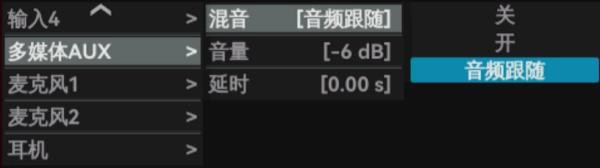 输入4 >
多媒体AUX >
麦克风1 >
麦克风2 >
耳机 >
混音 [音频跟随]
音量 [-6 dB]
延时 [0.00 s]
关
开
音频跟随